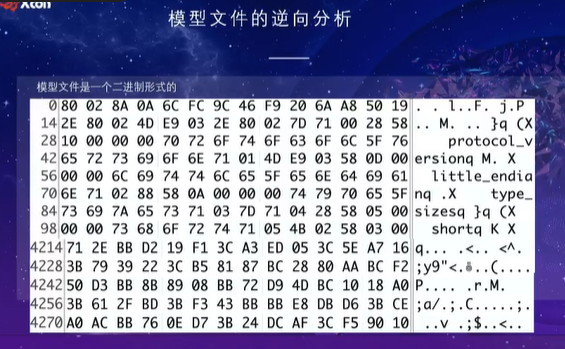 Xcon
模型文件的逆向分析
模型文件是一个二进制形式的
0 80 02 8A 0A 6C FC 9C 46 F9 20 6A A8 50 19 . . l..F. j.P
14 2E 80 02 4D E9 03 2E 80 02 7D 71 00 28 58 .. M. .. }q (X
28 10 00 00 00 70 72 6F 74 6F 63 6F 6C 5F 76 protocol_v
42 65 72 73 69 6F 6E 71 01 4D E9 03 58 0D 00 ersionq M. X
56 00 00 6C 69 74 74 6C 65 5F 65 6E 64 69 61 little_endia
70 6E 71 02 88 58 0A 00 00 00 74 79 70 65 5F nq .X type_
84 73 69 7A 65 73 71 03 7D 71 04 28 58 05 00 sizesq }q (X
98 00 00 73 68 6F 72 74 71 05 4B 02 58 03 00 shortq K X
4214 71 2E BB D2 19 F1 3C A3 ED 05 3C 5E A7 16 q... .<.. <^.
4228 3B 79 39 22 3C B5 81 87 BC 28 80 AA BC F2 ;y9"<....(....
4242 50 D3 BB 8B 89 08 BB 72 D9 4D BC 10 18 A0 P... .r.M.
4256 3B 61 2F BD 3B F3 43 BB BB E8 DB D6 3B CE ;a/.;.C.....;.
4270 A0 AC BB 76 0E D7 3B 24 DC AF 3C F5 90 10 ...v .;$..<..